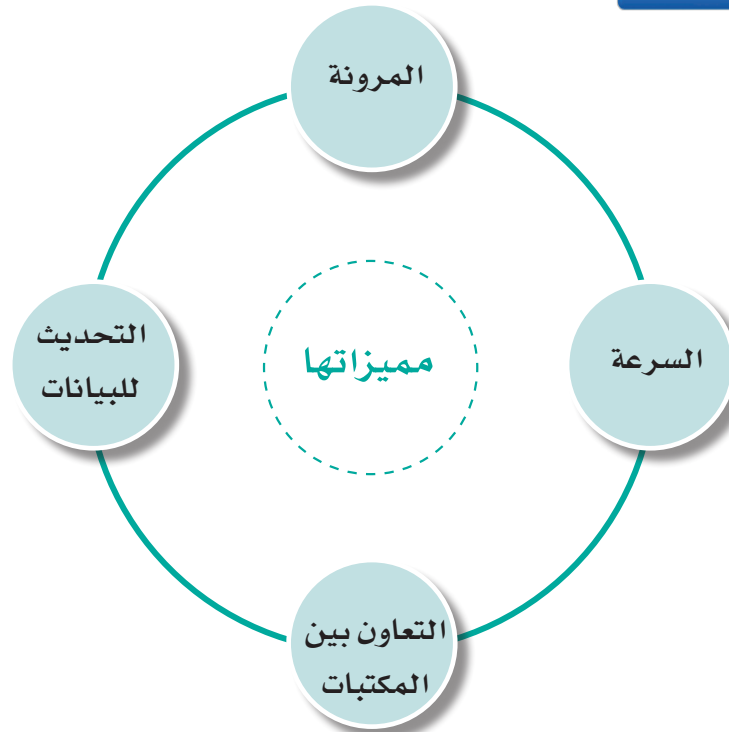 المرونة
السرعة
مميزاتها
التحديث
للبيانات
التعاون بين
المكتبات